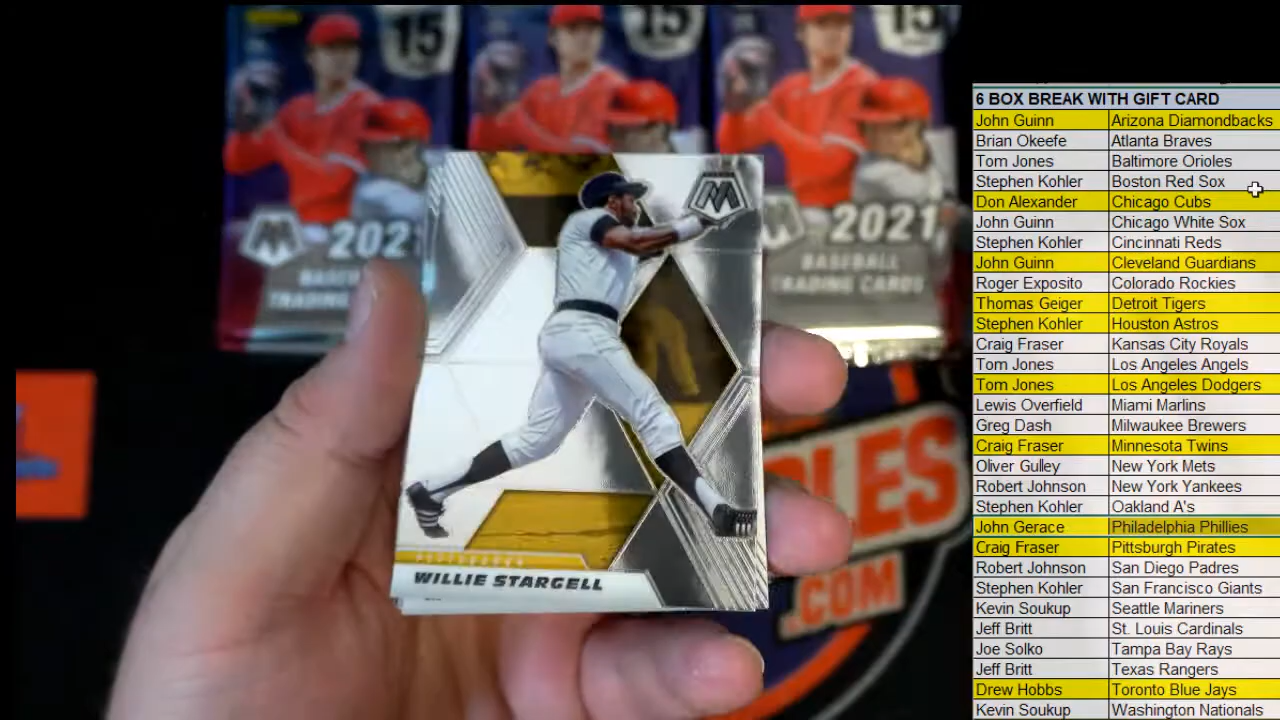 15
15
15
202
BASEBALL
TRADING
2021
BASEBALL
TRADING CARDS
M
PITTSBURGH
WILLIE STARGELL
.COM
6 BOX BREAK WITH GIFT CARD
John Guinn Arizona Diamondbacks
Brian Okeefe Atlanta Braves
Tom Jones Baltimore Orioles
Stephen Kohler Boston Red Sox
Don Alexander Chicago Cubs
John Guinn Chicago White Sox
Stephen Kohler Cincinnati Reds
John Guinn Cleveland Guardians
Roger Exposito Colorado Rockies
Thomas Geiger Detroit Tigers
Stephen Kohler Houston Astros
Craig Fraser Kansas City Royals
Tom Jones Los Angeles Angels
Tom Jones Los Angeles Dodgers
Lewis Overfield Miami Marlins
Greg Dash Milwaukee Brewers
Craig Fraser Minnesota Twins
Oliver Gulley New York Mets
Robert Johnson New York Yankees
Stephen Kohler Oakland A's
John Gerace Philadelphia Phillies
Craig Fraser Pittsburgh Pirates
Robert Johnson San Diego Padres
Stephen Kohler San Francisco Giants
Kevin Soukup Seattle Mariners
Jeff Britt St. Louis Cardinals
Joe Solko Tampa Bay Rays
Jeff Britt Texas Rangers
Drew Hobbs Toronto Blue Jays
Kevin Soukup Washington Nationals